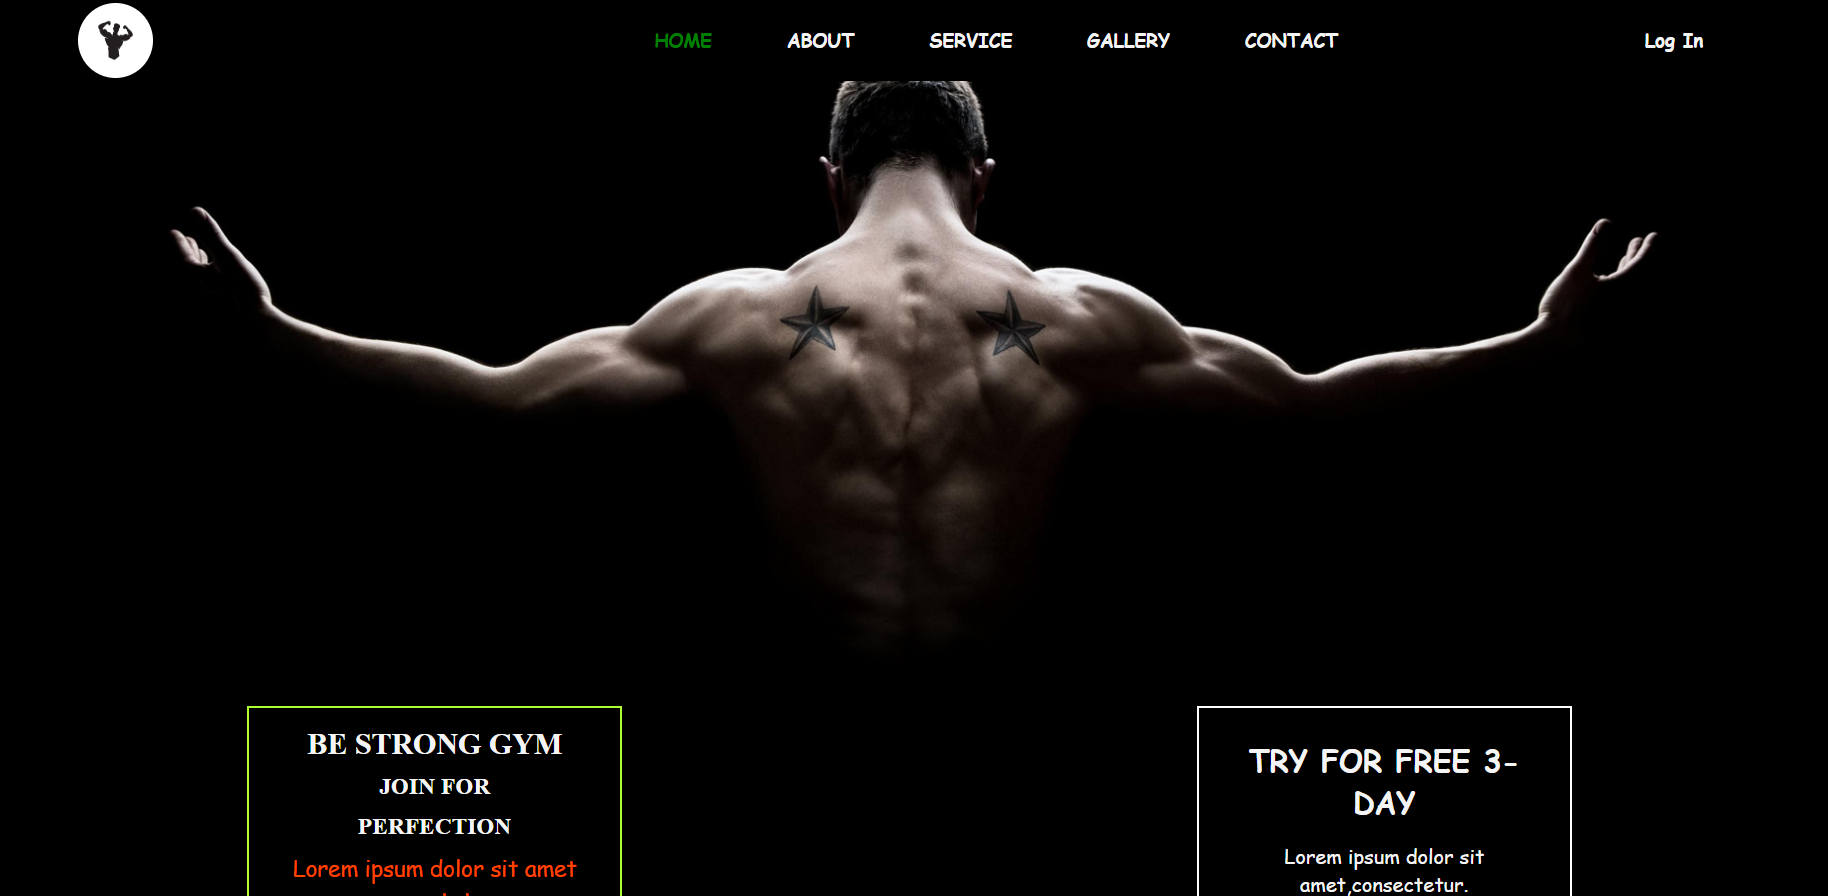 HOME ABOUT SERVICE GALLERY CONTACT Log In
BE STRONG GYM
JOIN FOR
PERFECTION
Lorem ipsum dolor sit amet
TRY FOR FREE 3-
DAY
Lorem ipsum dolor sit
amet,consectetur.